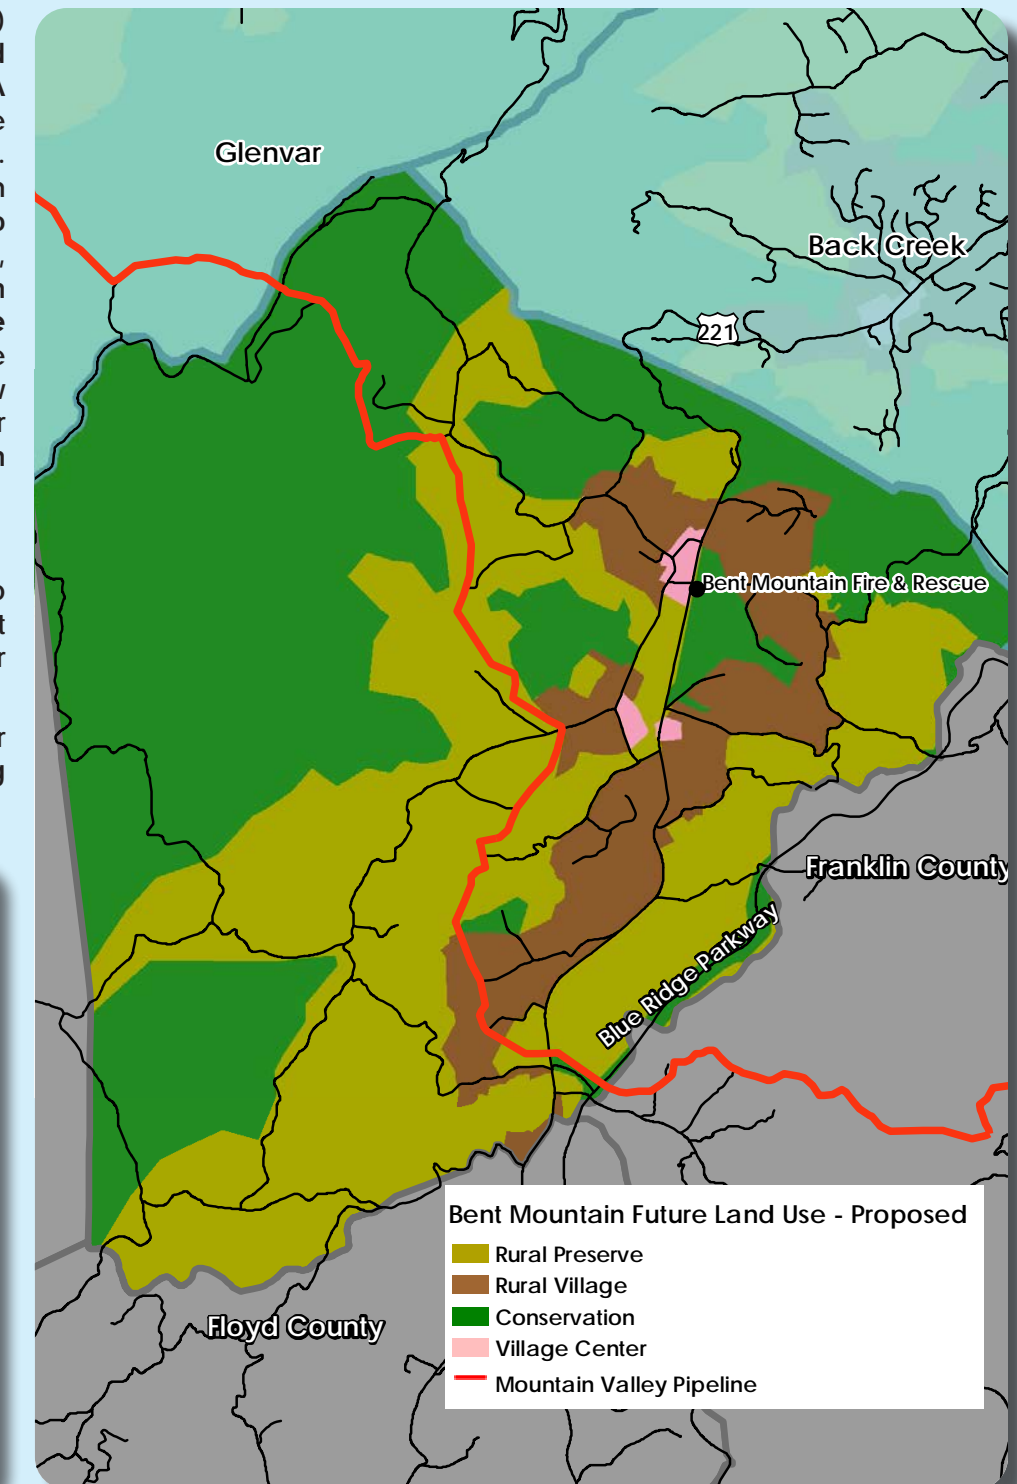 Glenvar
Back Creek
221
Bent Mountain Fire & Rescue
Franklin County
Blue Ridge Parkway
Bent Mountain Future Land Use - Proposed
Rural Preserve
Rural Village
Conservation
Village Center
Mountain Valley Pipeline
Floyd County